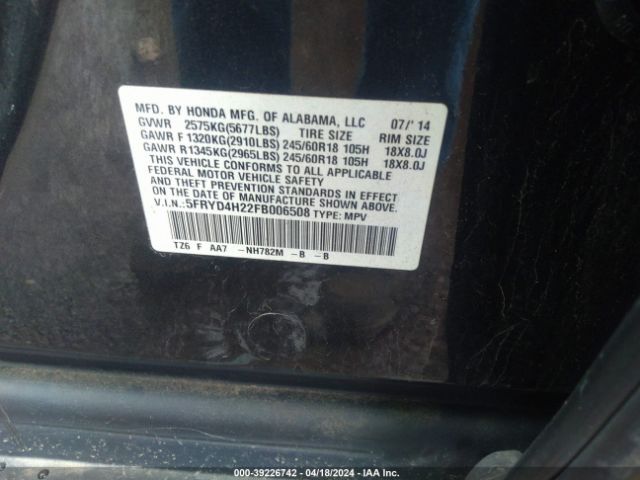 MFD. BY HONDA MFG. OF ALABAMA, LLC 07/'14
GVWR 2575KG(5677LBS) TIRE SIZE RIM SIZE
GAWR F 1320KG(2910LBS) 245/60R18 105H 18X8.0J
GAWR R1345KG(2965LBS) 245/60R18 105H 18X8.0J
THIS VEHICLE CONFORMS TO ALL APPLICABLE
FEDERAL MOTOR VEHICLE SAFETY
AND THEFT PREVENTION STANDARDS IN EFFECT
ON THE DATE OF MANUFACTURE SHOWN ABOVE.
V.I.N.:5FRYD4H22FB006508 TYPE: MPV
TZ6 F AA7 -NH782M -B -B
000-39226742 / 04/18/2024 - IAA Inc.